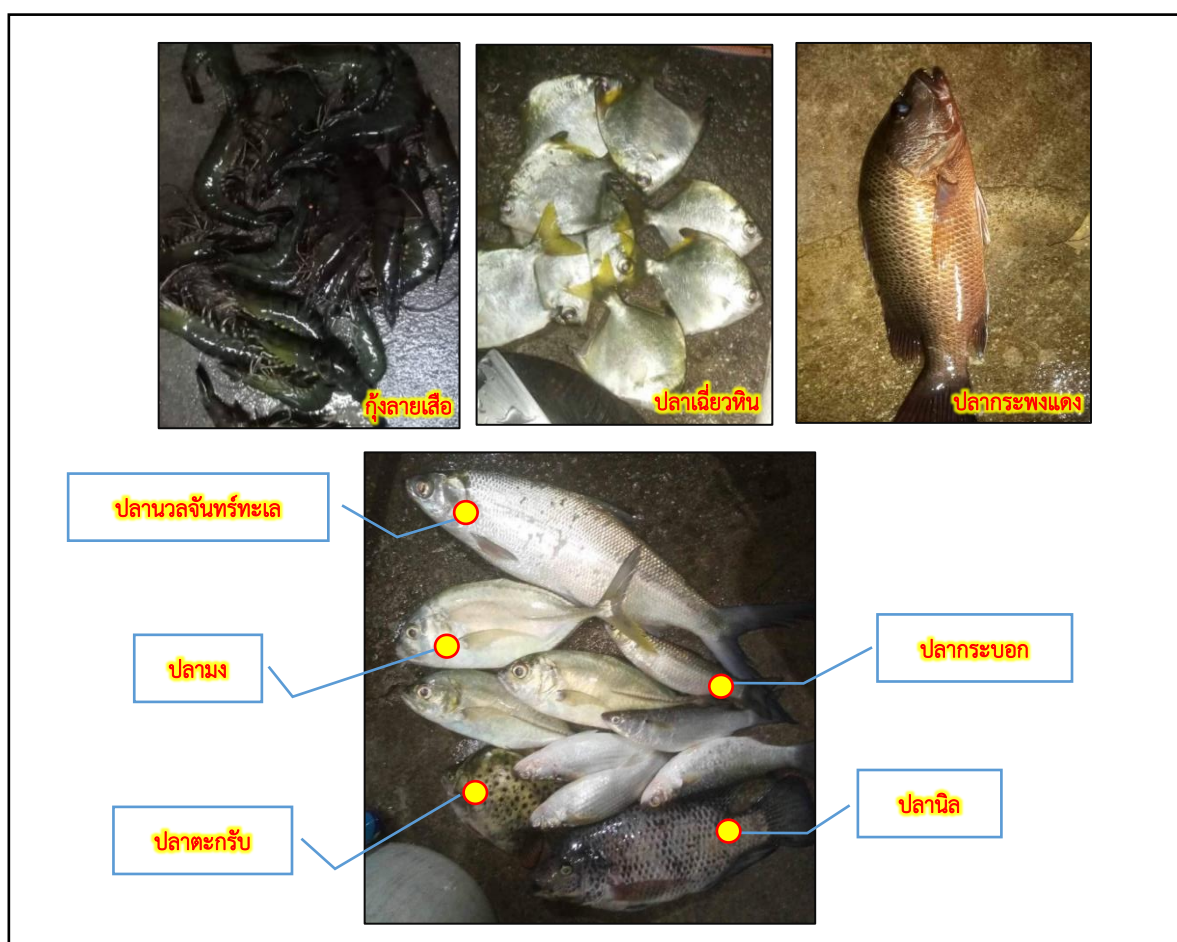 กุ้งลายเสือ
ปลาเฉี่ยวหิน
ปลากระพงแดง
ปลานวลจันทร์ทะเล
ปลามง
ปลากระบอก
ปลาตะกรับ
ปลานิล